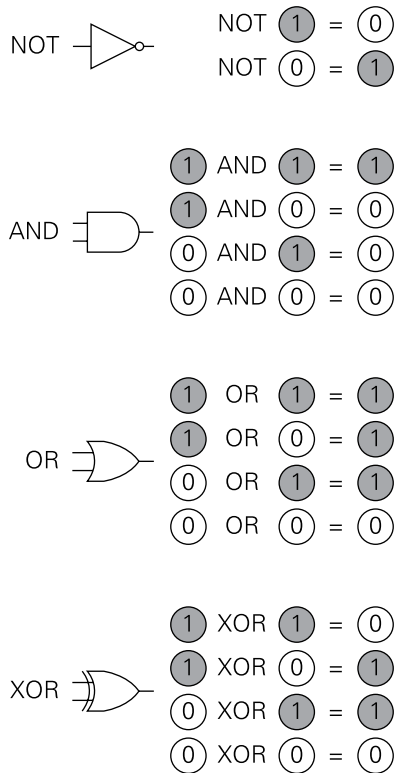 NOT
NOT 1 = 0
NOT 0 = 1
AND
1 AND 1 = 1
1 AND 0 = 0
0 AND 1 = 0
0 AND 0 = 0
OR
1 OR 1 = 1
1 OR 0 = 1
0 OR 1 = 1
0 OR 0 = 0
XOR
1 XOR 1 = 0
1 XOR 0 = 1
0 XOR 1 = 1
0 XOR 0 = 0